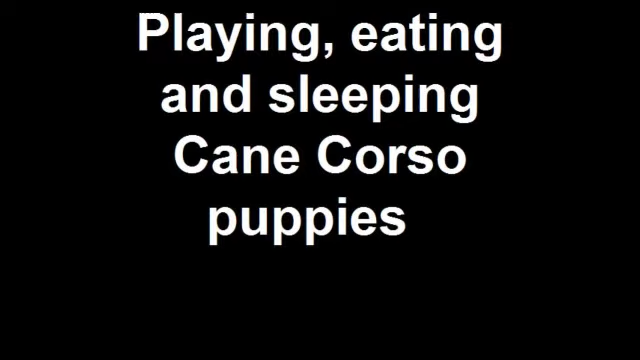 Playing, eating
and sleeping
Cane Corso
puppies